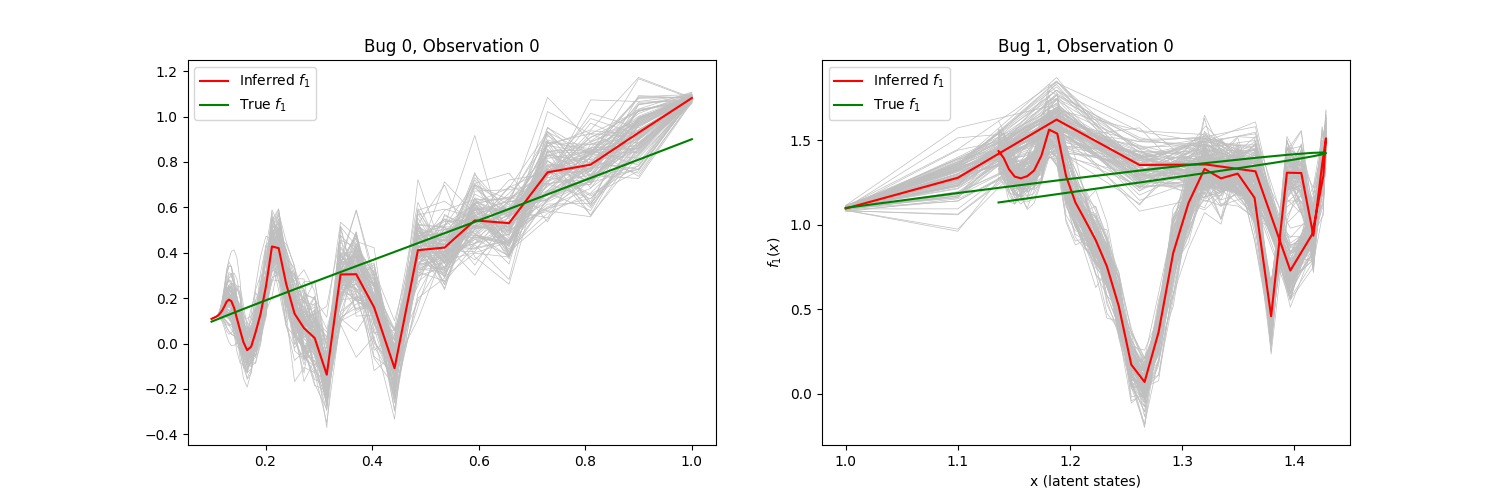 Bug 0, Observation 0
Inferred f₁
True f₁
1.2
1.0
0.8
0.6
0.4
0.2
0.0
−0.2
−0.4
0.2
0.4
0.6
0.8
1.0
Bug 1, Observation 0
Inferred f₁
True f₁
f₁(x)
1.5
1.0
0.5
0.0
1.0
1.1
1.2
1.3
1.4
x (latent states)